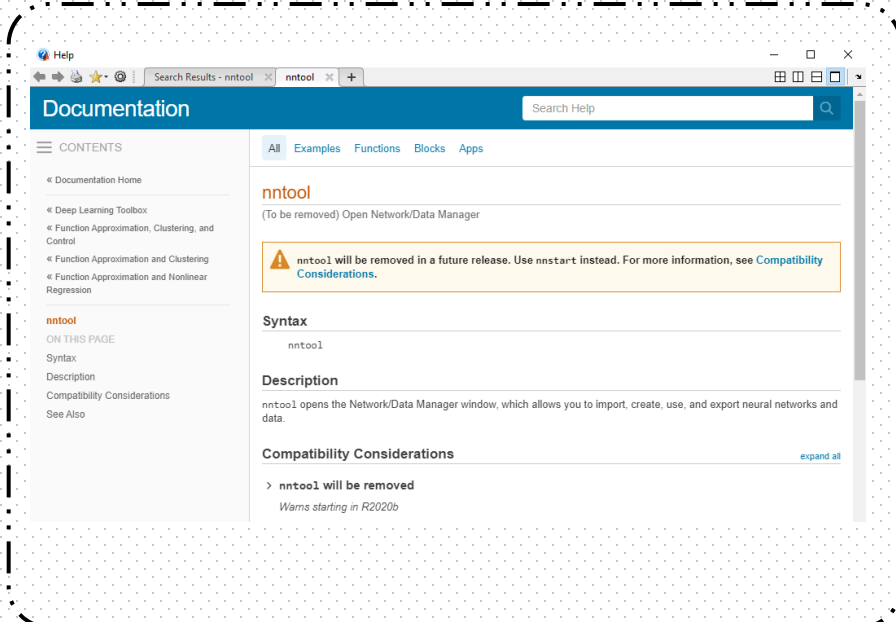 Help
Search Results - nntool
nntool
Documentation
Search Help
CONTENTS
« Documentation Home
« Deep Learning Toolbox
« Function Approximation, Clustering, and
Control
« Function Approximation and Clustering
« Function Approximation and Nonlinear
Regression
nntool
ON THIS PAGE
Syntax
Description
Compatibility Considerations
See Also
All Examples Functions Blocks Apps
nntool
(To be removed) Open Network/Data Manager
nntool will be removed in a future release. Use nnstart instead. For more information, see Compatibility
Considerations.
Syntax
nntool
Description
nntool opens the Network/Data Manager window, which allows you to import, create, use, and export neural networks and
data.
Compatibility Considerations
expand all
nntool will be removed
Warns starting in R2020b